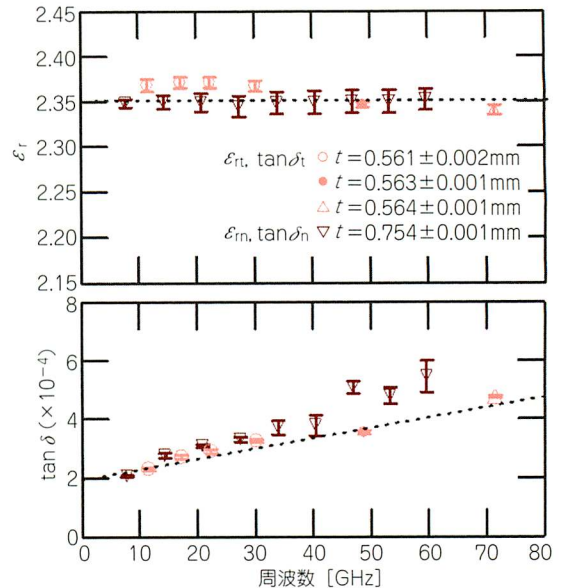 2.45
2.40
2.35
2.30
2.25
2.20
2.15
εr
εrt, tanδt ○ t=0.561±0.002mm
● t=0.563±0.001mm
△ t=0.564±0.001mm
εrn, tanδn ▽ t=0.754±0.001mm
8
6
4
2
0
tan δ (×10⁻⁴)
0 10 20 30 40 50 60 70 80
周波数 [GHz]